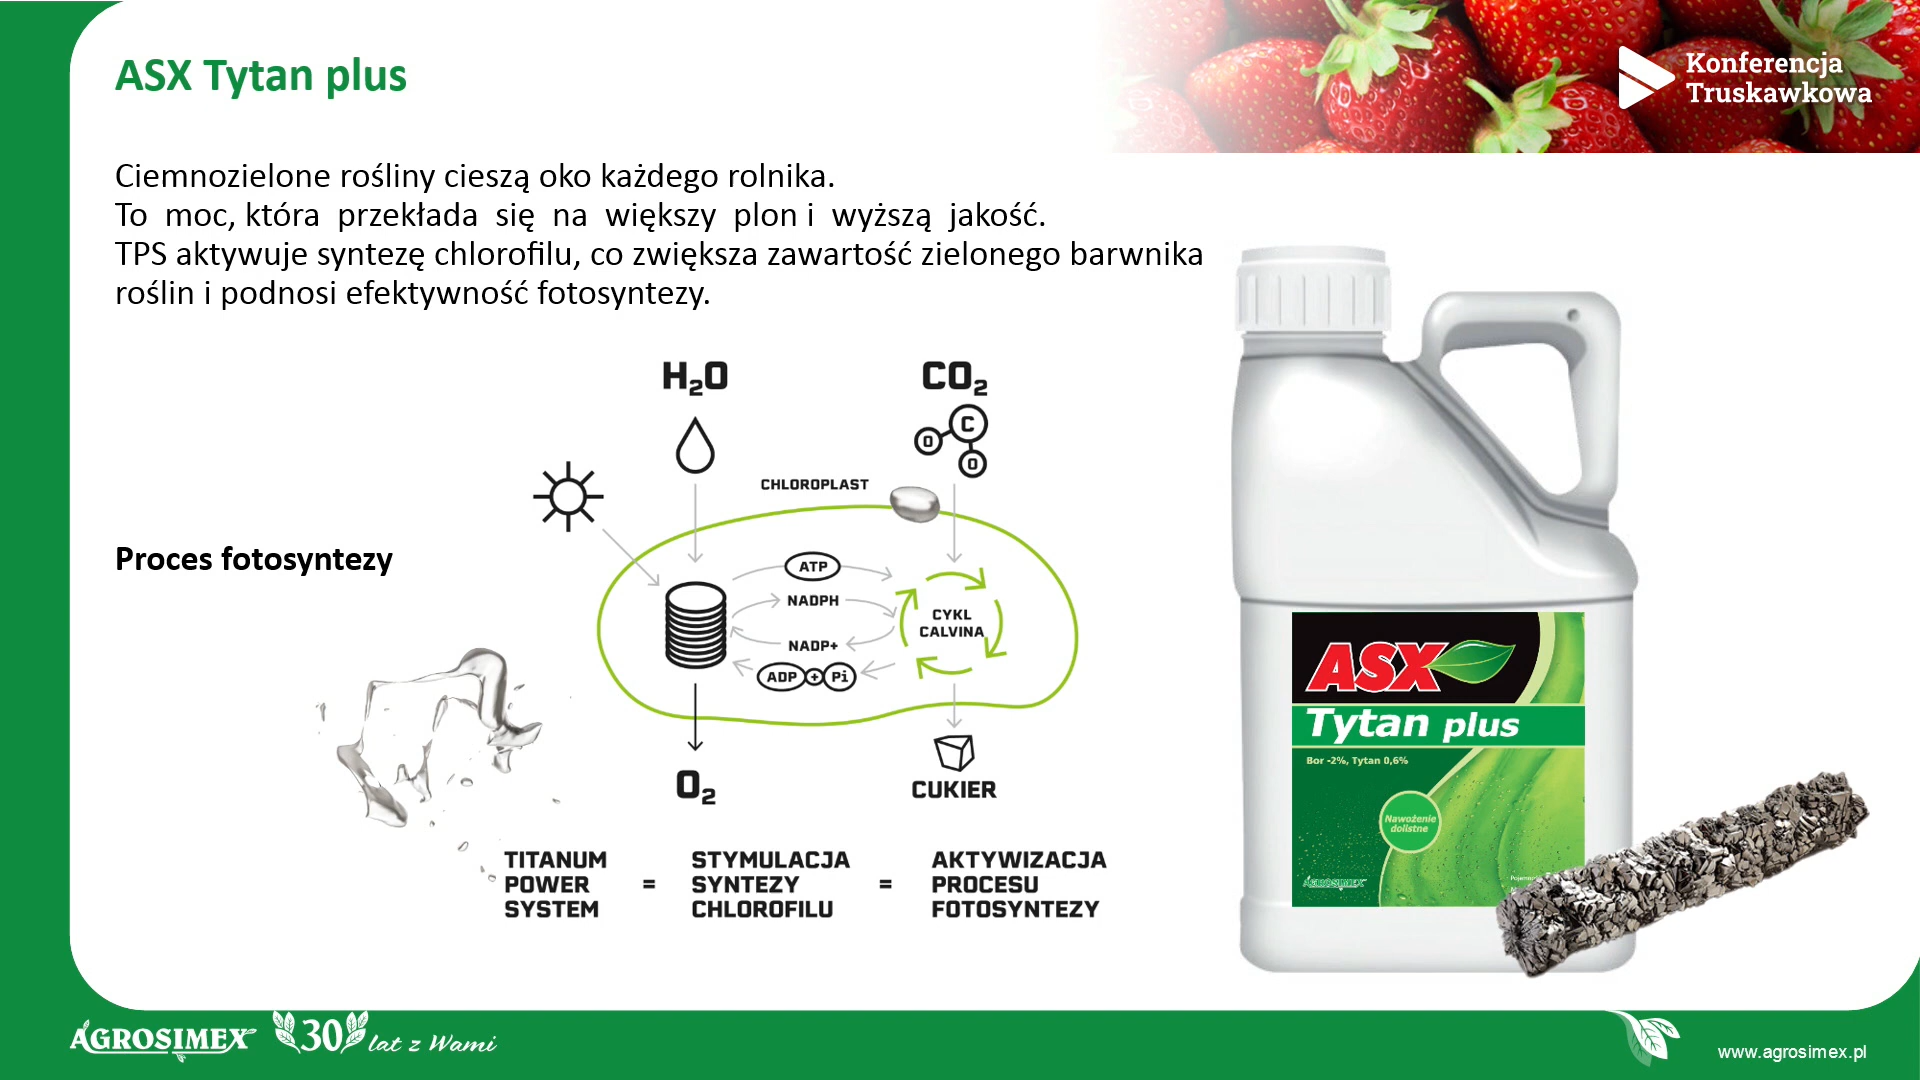 ASX Tytan plus
Konferencja
Truskawkowa
Ciemnozielone rośliny cieszą oko każdego rolnika.
To moc, która przekłada się na większy plon i wyższą jakość.
TPS aktywuje syntezę chlorofilu, co zwiększa zawartość zielonego barwnika
roślin i podnosi efektywność fotosyntezy.
H₂O
CO₂
C
O
O
CHLOROPLAST
Proces fotosyntezy
ATP
NADPH
CYKL
CALVINA
NADP+
ADP + Pi
O₂
CUKIER
TITANUM
POWER
SYSTEM
=
STYMULACJA
SYNTEZY
CHLOROFILU
=
AKTYWIZACJA
PROCESU
FOTOSYNTEZY
ASX
Tytan plus
Bor -2%, Tytan 0,6%
Nawożenie
dolistne
AGROSIMEX
AGROSIMEX
30 lat z Wami
www.agrosimex.pl